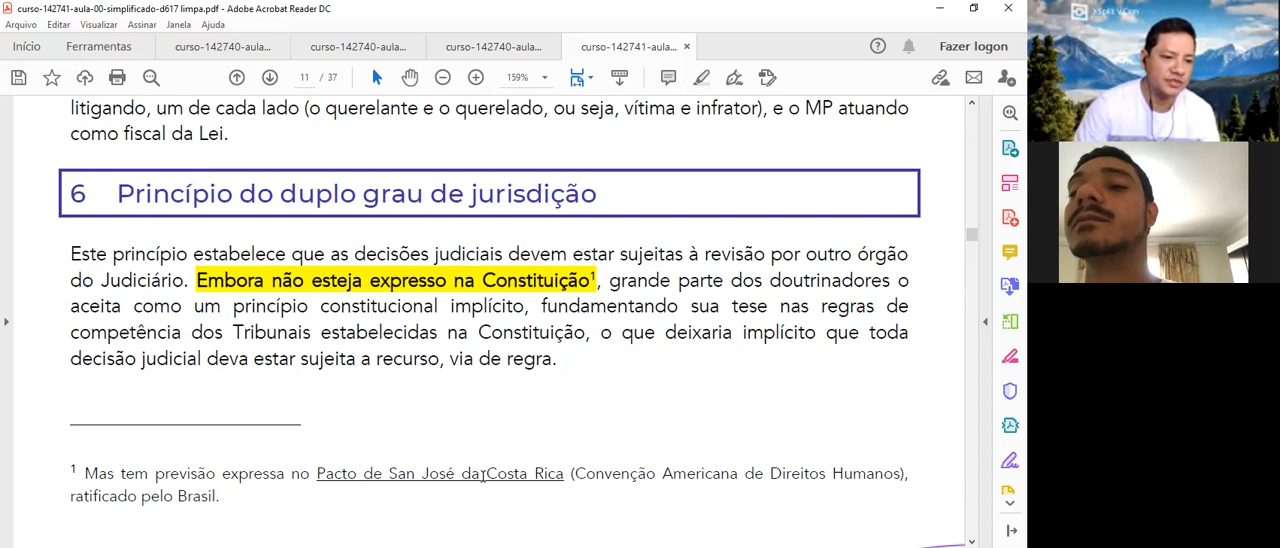 curso-142741-aula-00-simplificado-d617 limpa.pdf - Adobe Acrobat Reader DC
Arquivo Editar Visualizar Assinar Janela Ajuda
Início Ferramentas curso-142740-aula... curso-142740-aula... curso-142740-aula... curso-142741-aula... × Fazer logon
11 / 37 159%
litigando, um de cada lado (o querelante e o querelado, ou seja, vítima e infrator), e o MP atuando
como fiscal da Lei.
6 Princípio do duplo grau de jurisdição
Este princípio estabelece que as decisões judiciais devem estar sujeitas à revisão por outro órgão
do Judiciário. Embora não esteja expresso na Constituição¹, grande parte dos doutrinadores o
aceita como um princípio constitucional implícito, fundamentando sua tese nas regras de
competência dos Tribunais estabelecidas na Constituição, o que deixaria implícito que toda
decisão judicial deva estar sujeita a recurso, via de regra.
¹ Mas tem previsão expressa no Pacto de San José da Costa Rica (Convenção Americana de Direitos Humanos),
ratificado pelo Brasil.
XSplit VCam